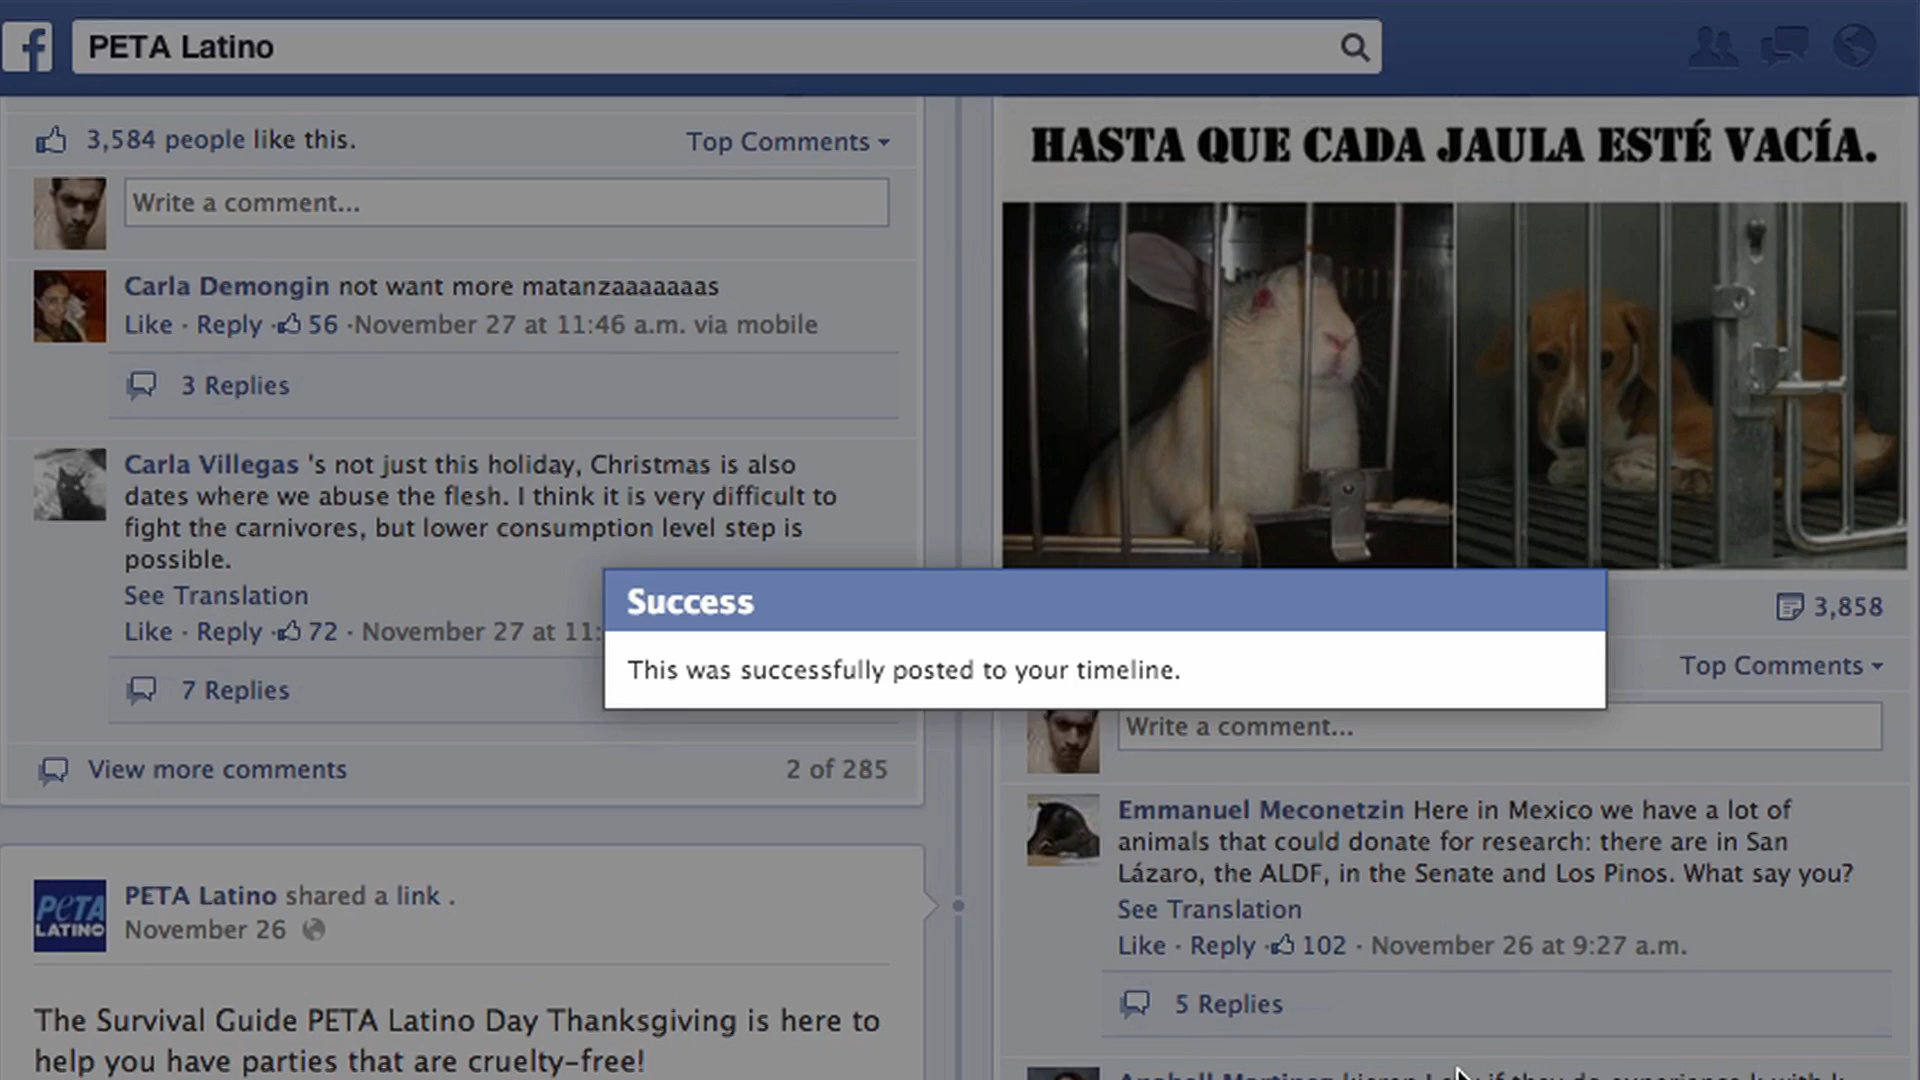 PETA Latino
3,584 people like this.
Top Comments
Write a comment...
Carla Demongin not want more matanzaaaaaaas
Like · Reply · 56 · November 27 at 11:46 a.m. via mobile
3 Replies
Carla Villegas 's not just this holiday, Christmas is also
dates where we abuse the flesh. I think it is very difficult to
fight the carnivores, but lower consumption level step is
possible.
See Translation
Like · Reply · 72 · November 27 at 11:
7 Replies
View more comments
2 of 285
PETA LATINO
PETA Latino shared a link .
November 26
The Survival Guide PETA Latino Day Thanksgiving is here to
help you have parties that are cruelty-free!
HASTA QUE CADA JAULA ESTÉ VACÍA.
Success
This was successfully posted to your timeline.
3,858
Top Comments
Write a comment...
Emmanuel Meconetzin Here in Mexico we have a lot of
animals that could donate for research: there are in San
Lázaro, the ALDF, in the Senate and Los Pinos. What say you?
See Translation
Like · Reply · 102 · November 26 at 9:27 a.m.
5 Replies